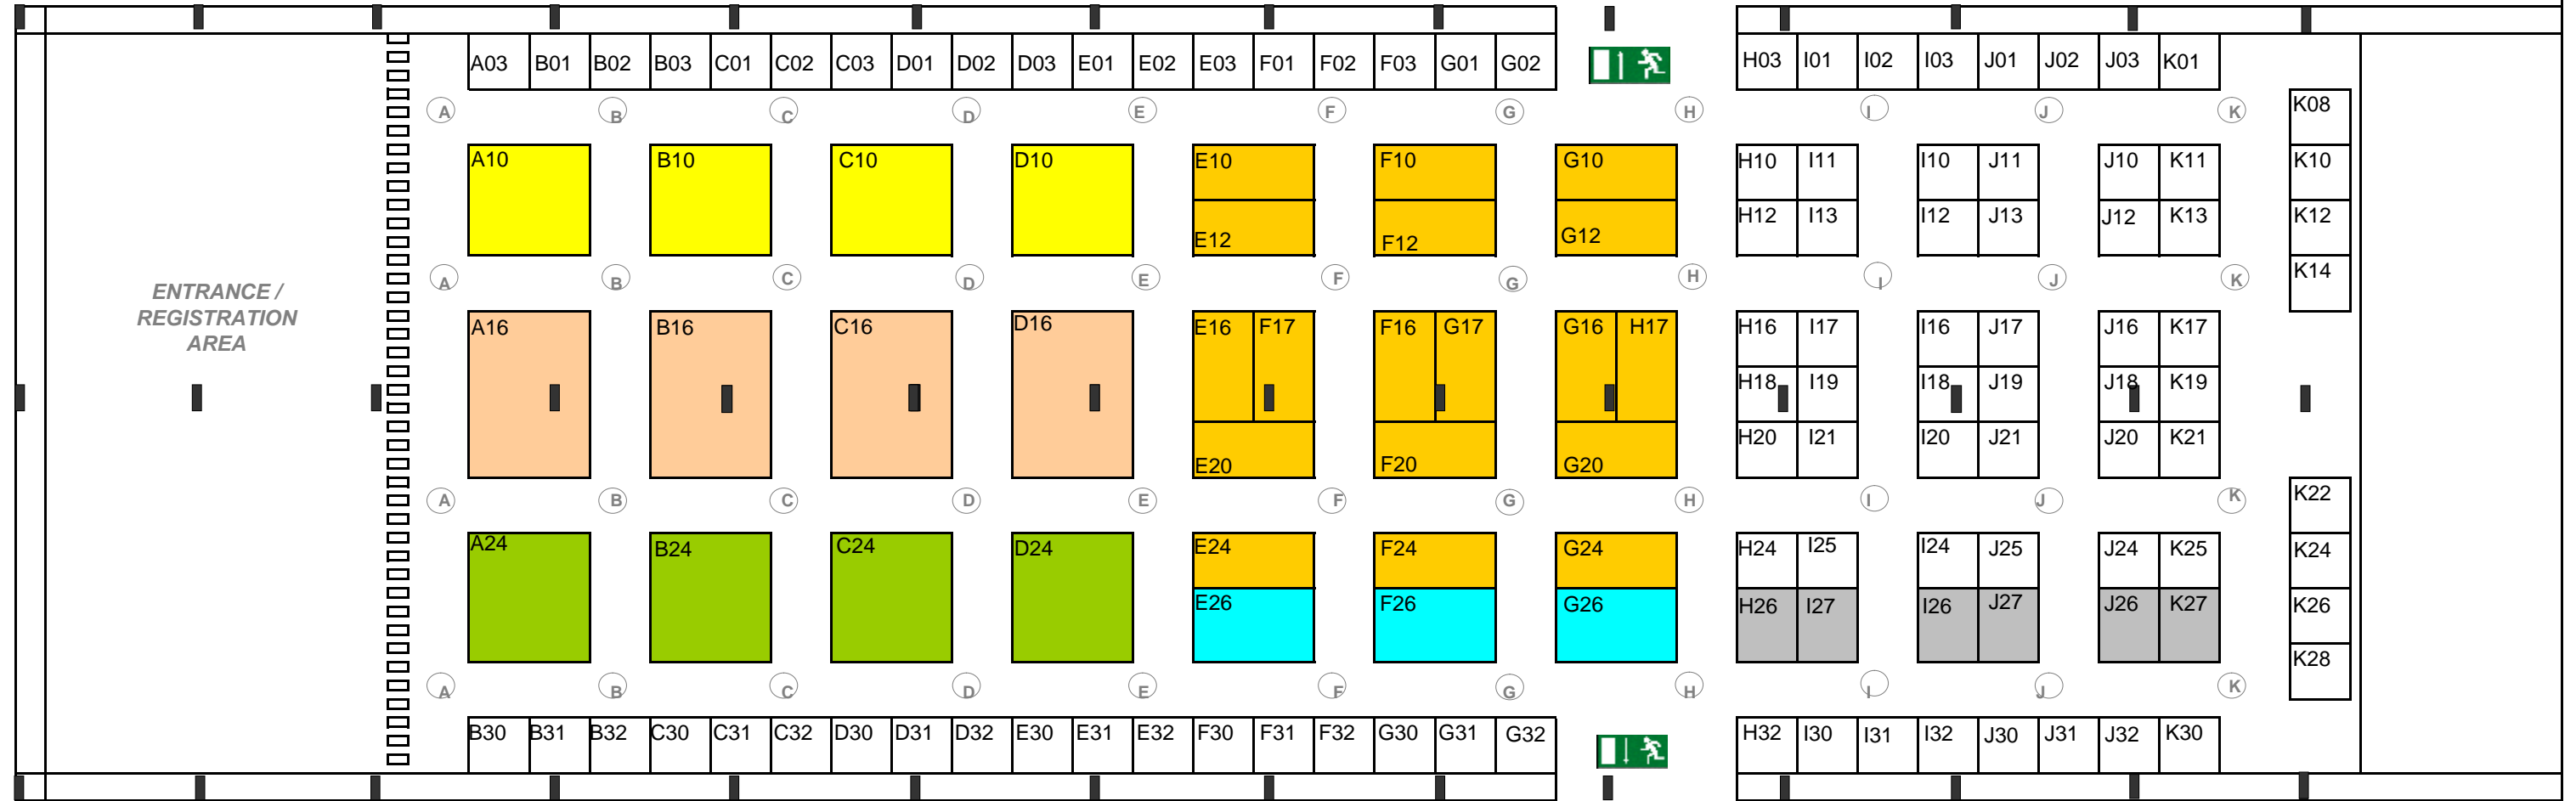 A03 B01 B02 B03 C01 C02 C03 D01 D02 D03 E01 E02 E03 F01 F02 F03 G01 G02 H03 I01 I02 I03 J01 J02 J03 K01
K08
A B C D E F G H I J K
A10 B10 C10 D10 E10 F10 G10 H10 I11 I10 J11 J10 K11 K10
E12 F12 G12 H12 I13 I12 J13 J12 K13 K12
A B C D E F G H I J K
K14
ENTRANCE /
REGISTRATION
AREA
A16 B16 C16 D16 E16 F17 F16 G17 G16 H17 H16 I17 I16 J17 J16 K17
H18 I19 I18 J19 J18 K19
E20 F20 G20 H20 I21 I20 J21 J20 K21
A B C D E F G H I J K
K22
A24 B24 C24 D24 E24 F24 G24 H24 I25 I24 J25 J24 K25 K24
E26 F26 G26 H26 I27 I26 J27 J26 K27 K26
K28
A B C D E F G H I J K
B30 B31 B32 C30 C31 C32 D30 D31 D32 E30 E31 E32 F30 F31 F32 G30 G31 G32 H32 I30 I31 I32 J30 J31 J32 K30